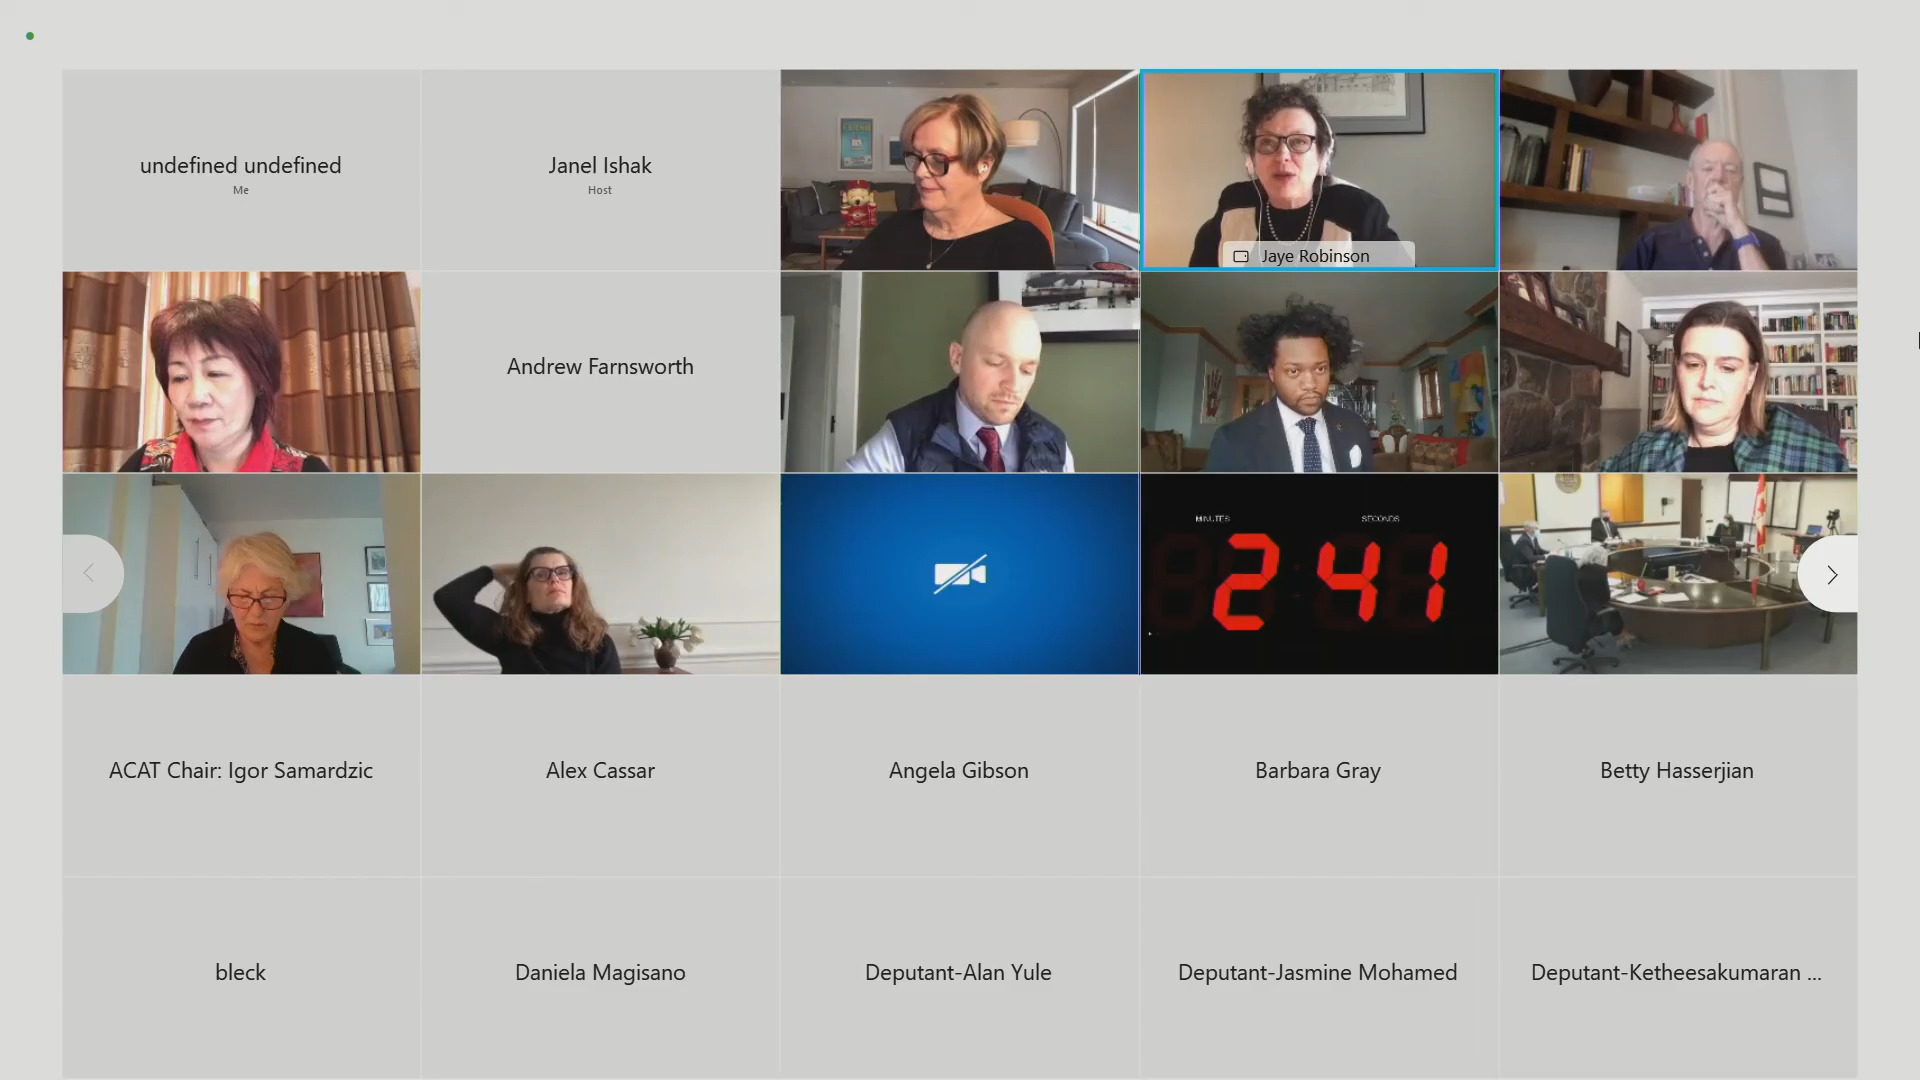 undefined undefined
Me
Janel Ishak
Host
Jaye Robinson
Andrew Farnsworth
MINUTES SECONDS
2:41
ACAT Chair: Igor Samardzic
Alex Cassar
Angela Gibson
Barbara Gray
Betty Hasserjian
bleck
Daniela Magisano
Deputant-Alan Yule
Deputant-Jasmine Mohamed
Deputant-Ketheesakumaran ...